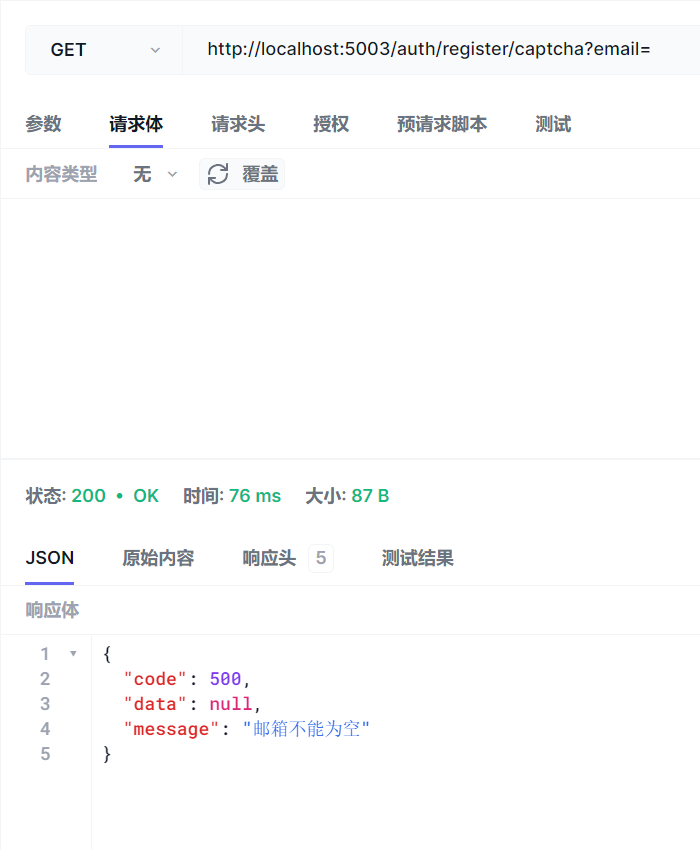 GET http://localhost:5003/auth/register/captcha?email=
参数 请求体 请求头 授权 预请求脚本 测试
内容类型 无 覆盖
状态: 200 • OK 时间: 76 ms 大小: 87 B
JSON 原始内容 响应头 5 测试结果
响应体
1 {
2 "code": 500,
3 "data": null,
4 "message": "邮箱不能为空"
5 }